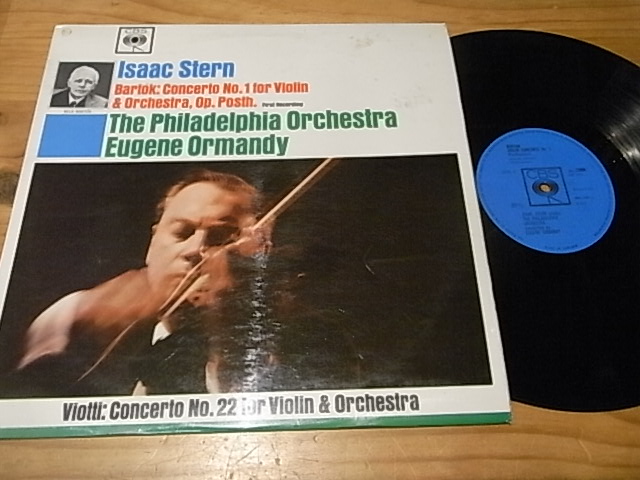 CBS
Isaac Stern
Bartók: Concerto No. 1 for Violin
& Orchestra, Op. Posth. First Recording
The Philadelphia Orchestra
Eugene Ormandy
Viotti: Concerto No. 22 for Violin & Orchestra
CBS